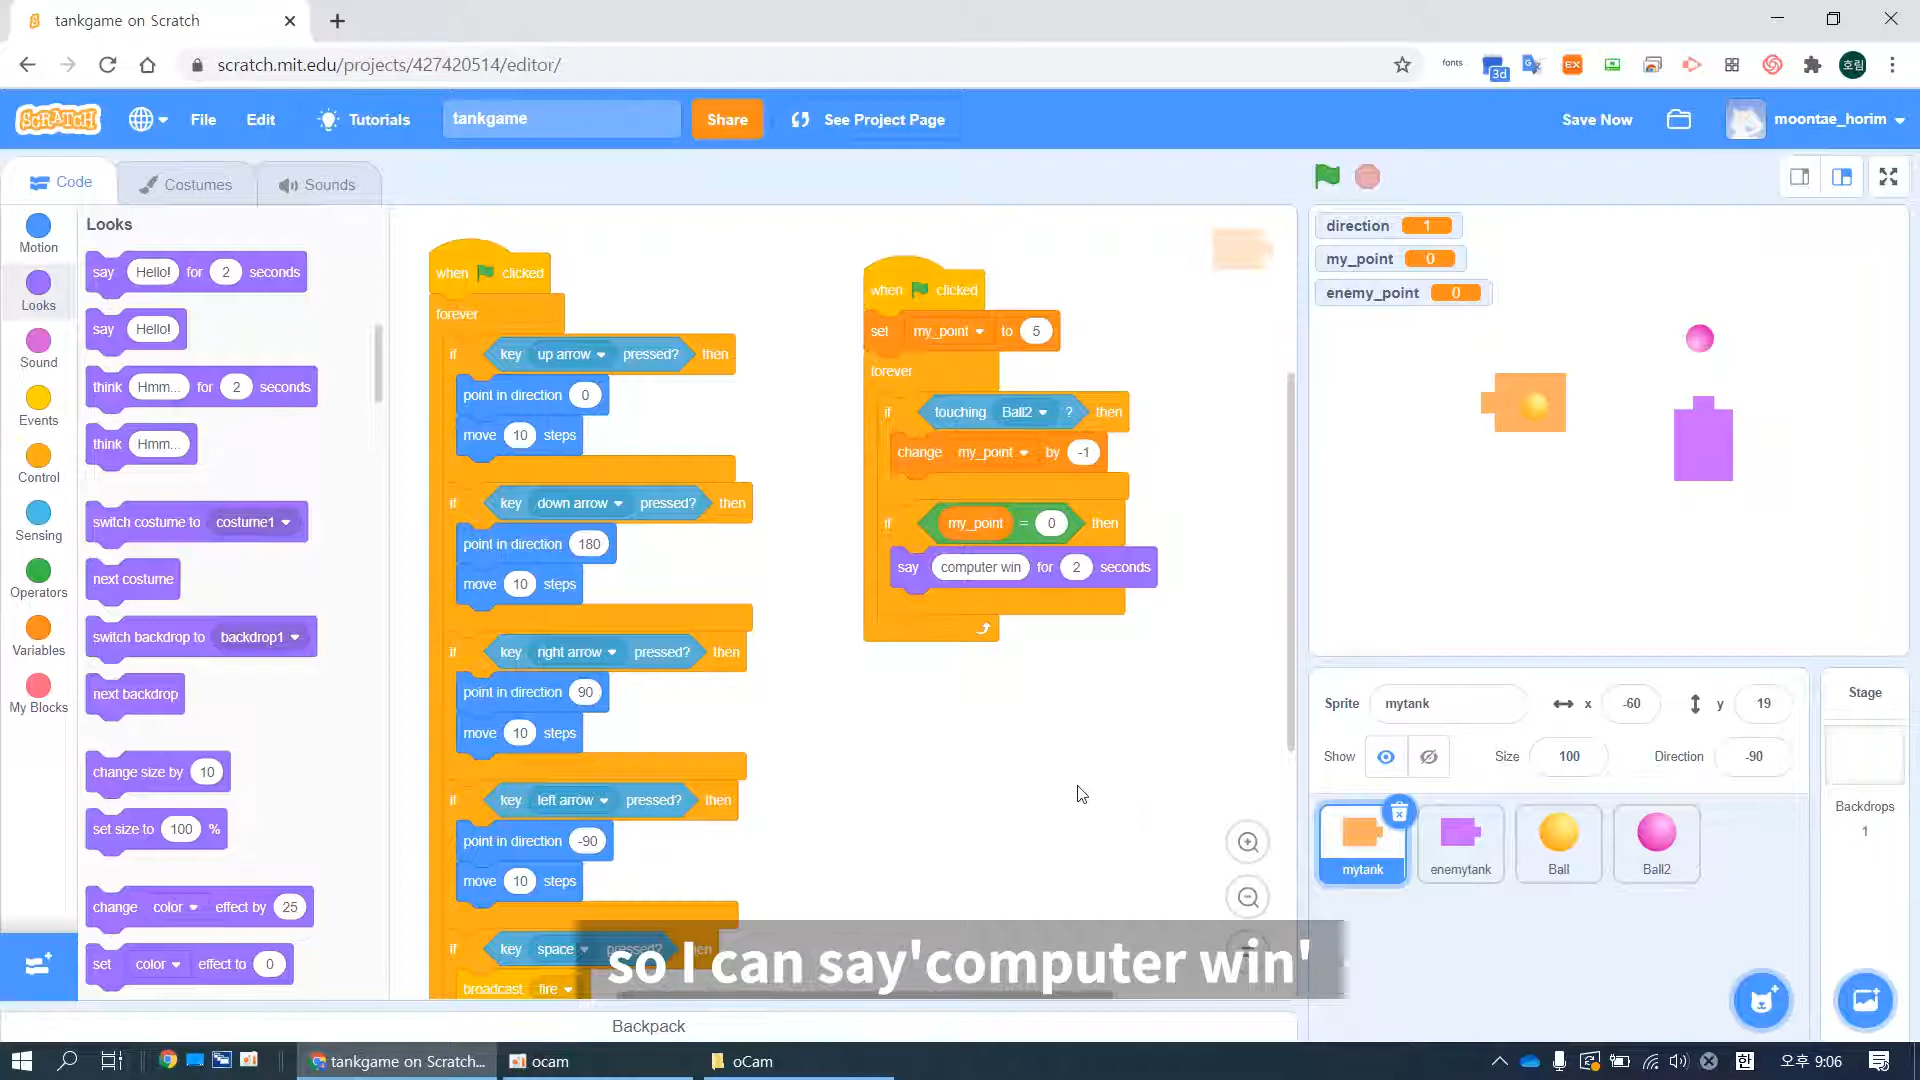 tankgame on Scratch
scratch.mit.edu/projects/427420514/editor/
fonts
3d
EX
호림
SCRATCH
File
Edit
Tutorials
tankgame
Share
See Project Page
Save Now
moontae_horim
Code
Costumes
Sounds
Motion
Looks
Sound
Events
Control
Sensing
Operators
Variables
My Blocks
Looks
say Hello! for 2 seconds
say Hello!
think Hmm... for 2 seconds
think Hmm...
switch costume to costume1
next costume
switch backdrop to backdrop1
next backdrop
change size by 10
set size to 100 %
change color effect by 25
set color effect to 0
when clicked
forever
if key up arrow pressed? then
point in direction 0
move 10 steps
if key down arrow pressed? then
point in direction 180
move 10 steps
if key right arrow pressed? then
point in direction 90
move 10 steps
if key left arrow pressed? then
point in direction -90
move 10 steps
if key space pressed? then
broadcast fire
when clicked
set my_point to 5
forever
if touching Ball2 ? then
change my_point by -1
if my_point = 0 then
say computer win for 2 seconds
direction 1
my_point 0
enemy_point 0
Sprite mytank x -60 y 19
Show Size 100 Direction -90
mytank
enemytank
Ball
Ball2
Stage
Backdrops
1
so I can say'computer win'
Backpack
tankgame on Scratch...
ocam
oCam
한
오후 9:06